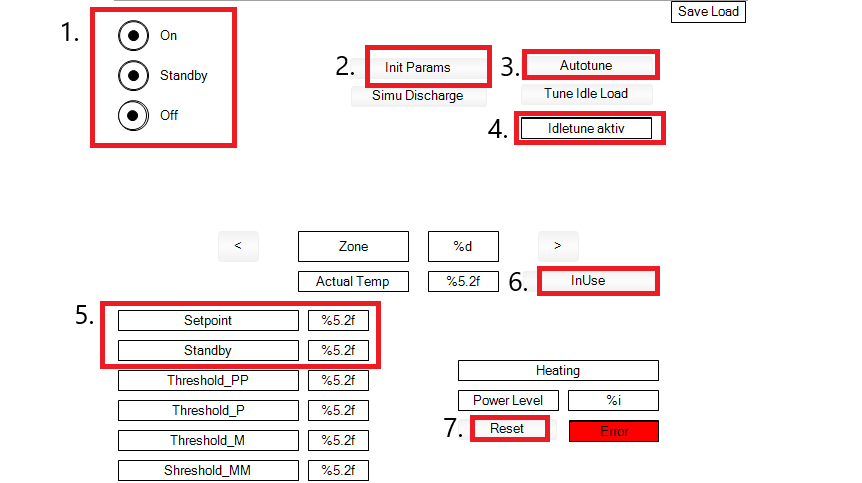 Save Load
1.
On
Standby
Off
2.
Init Params
Simu Discharge
3.
Autotune
Tune Idle Load
4.
Idletune aktiv
<
Zone
%d
>
Actual Temp
%5.2f
6.
InUse
5.
Setpoint
%5.2f
Standby
%5.2f
Threshold_PP
%5.2f
Threshold_P
%5.2f
Threshold_M
%5.2f
Shreshold_MM
%5.2f
Heating
Power Level
%i
7.
Reset
Error